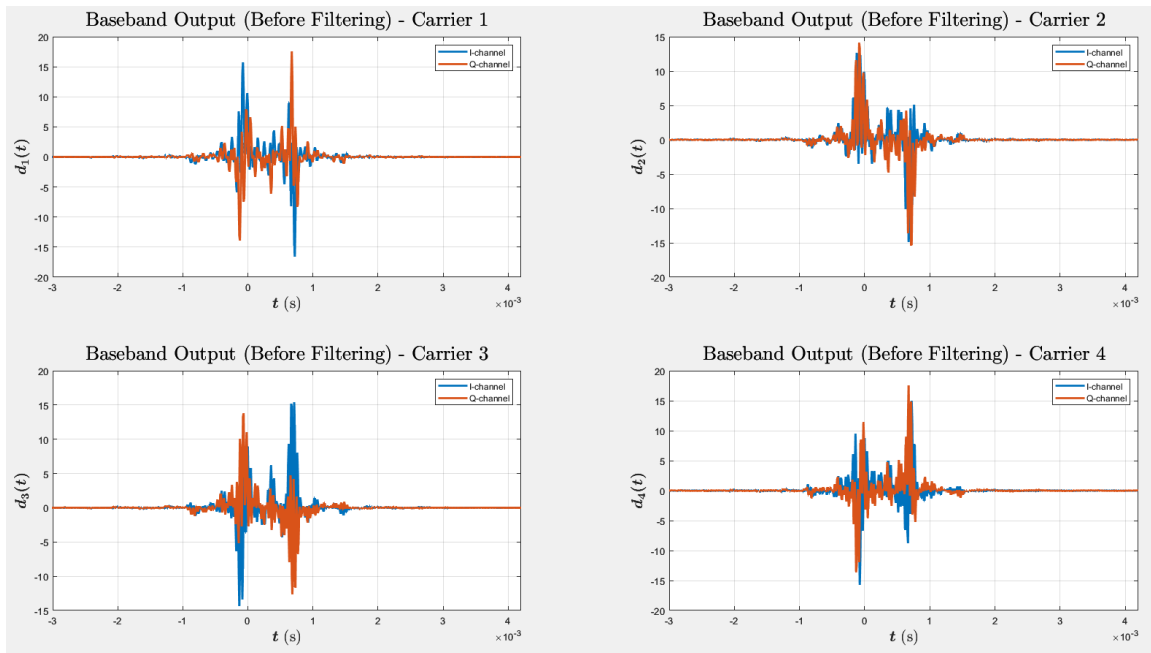 Baseband Output (Before Filtering) - Carrier 1
I-channel
Q-channel
d₁(t)
20
15
10
5
0
-5
-10
-15
-20
-3 -2 -1 0 1 2 3 4
t (s)
×10⁻³
Baseband Output (Before Filtering) - Carrier 2
I-channel
Q-channel
d₂(t)
15
10
5
0
-5
-10
-15
-20
-3 -2 -1 0 1 2 3 4
t (s)
×10⁻³
Baseband Output (Before Filtering) - Carrier 3
I-channel
Q-channel
d₃(t)
20
15
10
5
0
-5
-10
-15
-3 -2 -1 0 1 2 3 4
t (s)
×10⁻³
Baseband Output (Before Filtering) - Carrier 4
I-channel
Q-channel
d₄(t)
20
15
10
5
0
-5
-10
-15
-20
-3 -2 -1 0 1 2 3 4
t (s)
×10⁻³